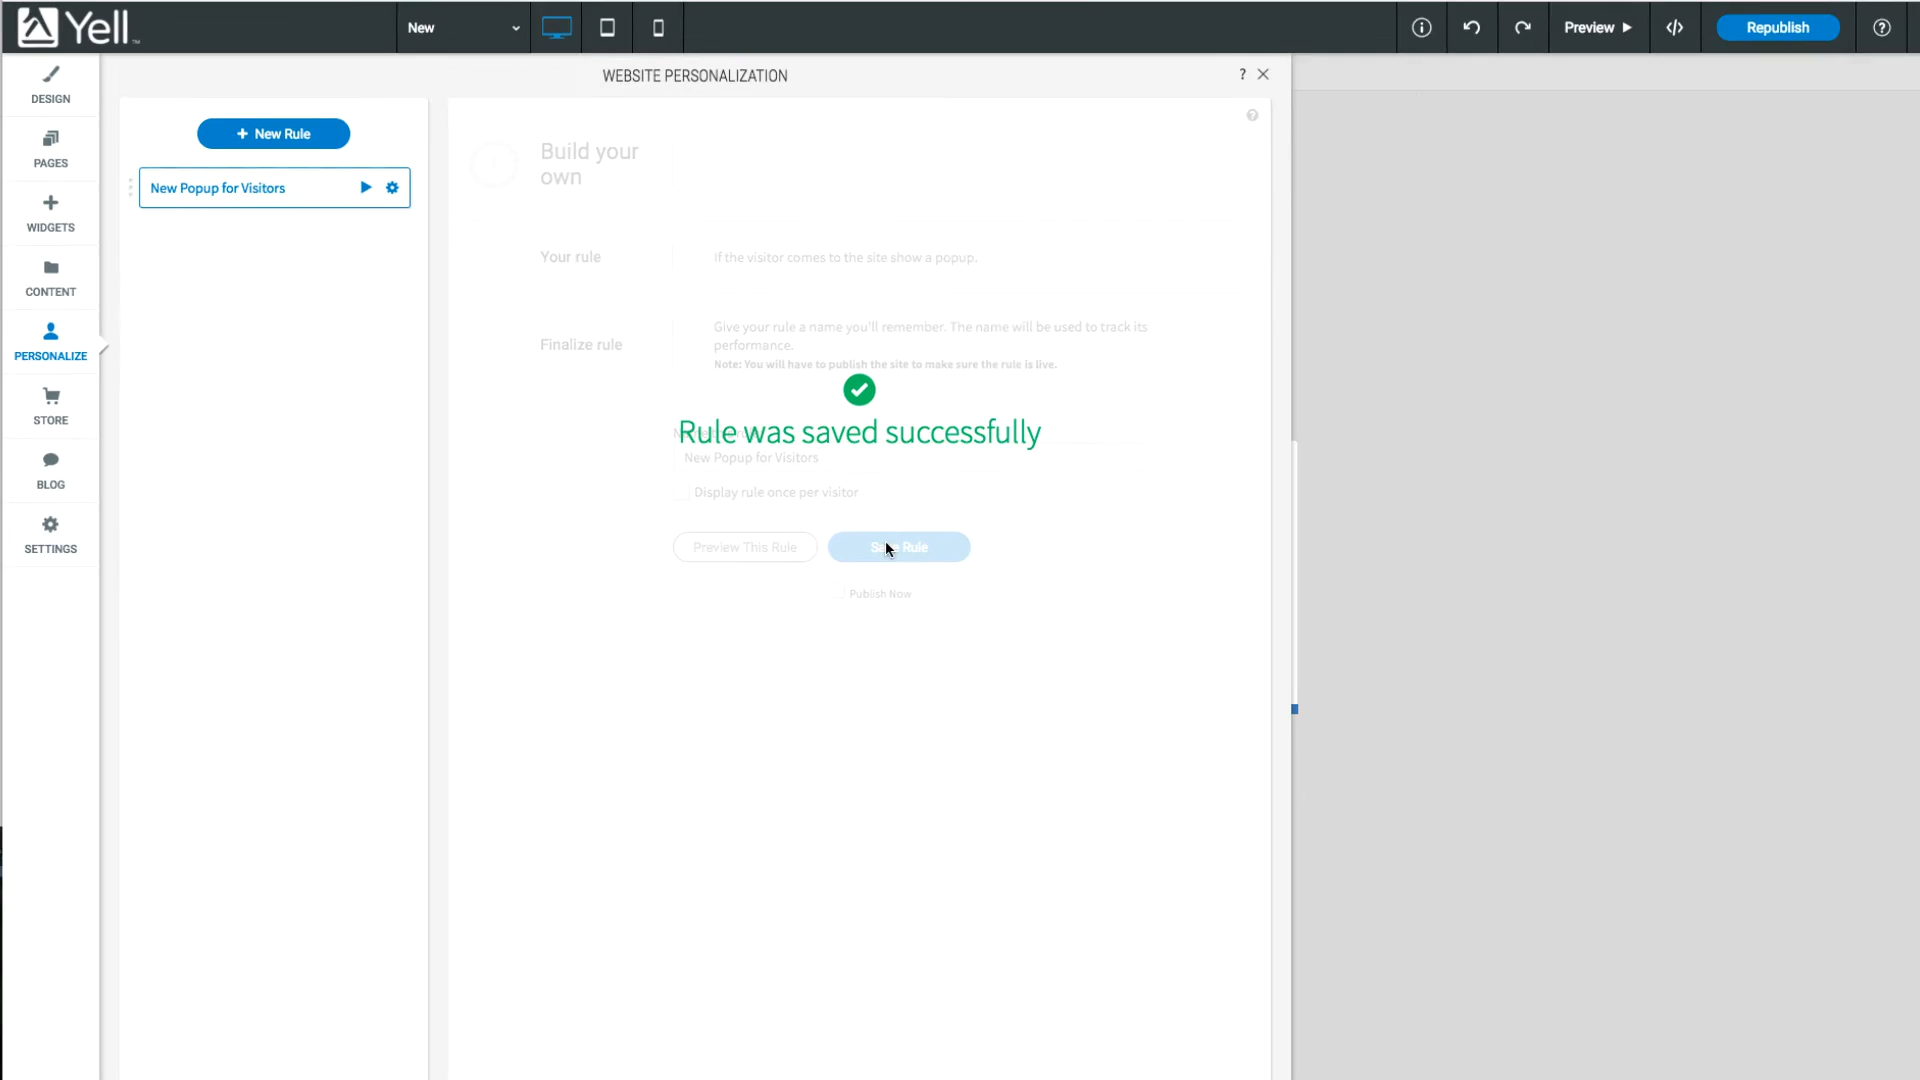 Yell™
New
Preview
</>
Republish
DESIGN
PAGES
WIDGETS
CONTENT
PERSONALIZE
STORE
BLOG
SETTINGS
WEBSITE PERSONALIZATION
?
+ New Rule
New Popup for Visitors
Build your
own
Your rule
If the visitor comes to the site show a popup.
Finalize rule
Give your rule a name you'll remember. The name will be used to track its
performance.
Note: You will have to publish the site to make sure the rule is live.
Rule was saved successfully
New Popup for Visitors
Display rule once per visitor
Preview This Rule
Save Rule
Publish Now